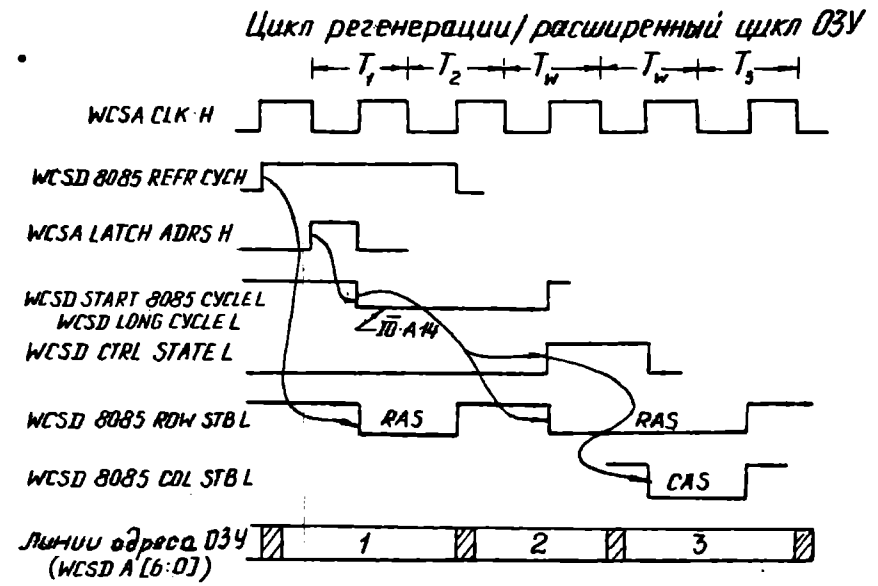 Цикл регенерации/расширенный цикл ОЗУ
T1 T2 TW TW T3
WCSA CLK H
WCSD 8085 REFR CYCH
WCSA LATCH ADRS H
WCSD START 8085 CYCLE L
WCSD LONG CYCLE L
IO·A14
WCSD CTRL STATE L
WCSD 8085 ROW STB L
RAS
RAS
WCSD 8085 COL STB L
CAS
Линии адреса ОЗУ
(WCSD A [6:0])
1 2 3